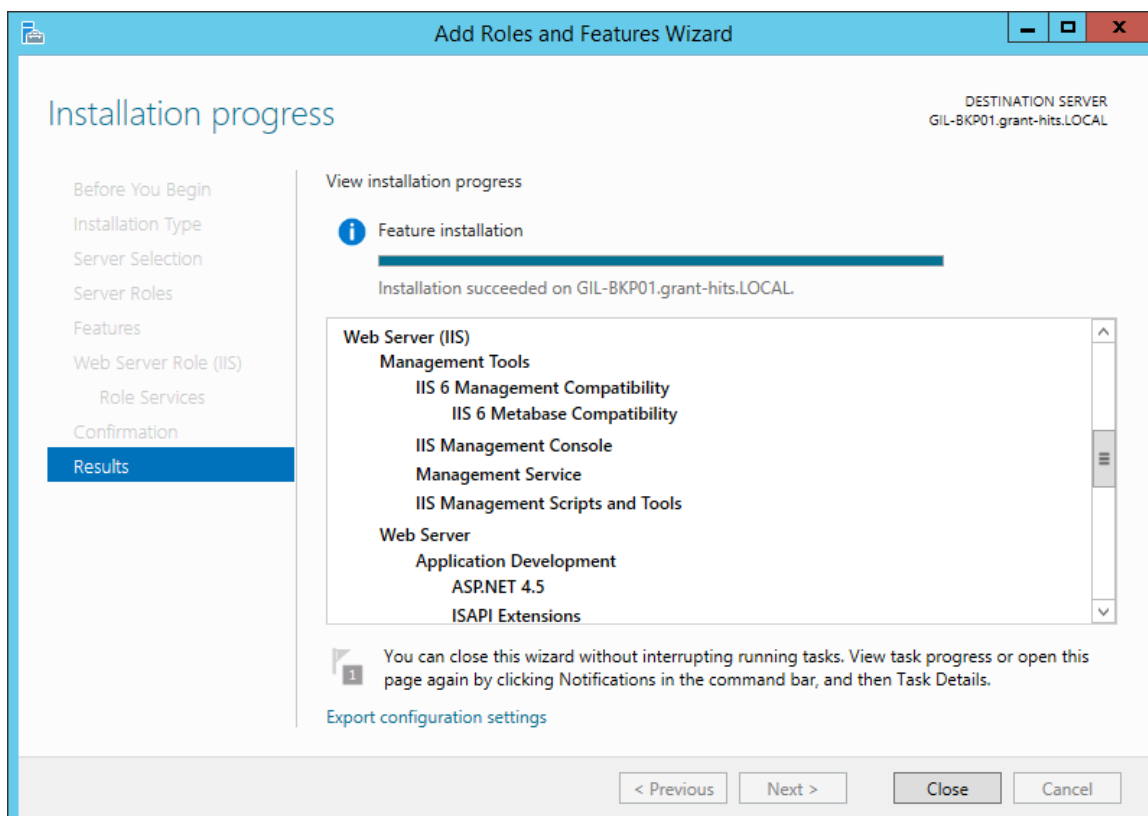 Add Roles and Features Wizard
Installation progress
DESTINATION SERVER
GIL-BKP01.grant-hits.LOCAL
Before You Begin
Installation Type
Server Selection
Server Roles
Features
Web Server Role (IIS)
Role Services
Confirmation
Results
View installation progress
Feature installation
Installation succeeded on GIL-BKP01.grant-hits.LOCAL.
Web Server (IIS)
Management Tools
IIS 6 Management Compatibility
IIS 6 Metabase Compatibility
IIS Management Console
Management Service
IIS Management Scripts and Tools
Web Server
Application Development
ASP.NET 4.5
ISAPI Extensions
1
You can close this wizard without interrupting running tasks. View task progress or open this
page again by clicking Notifications in the command bar, and then Task Details.
Export configuration settings
< Previous
Next >
Close
Cancel